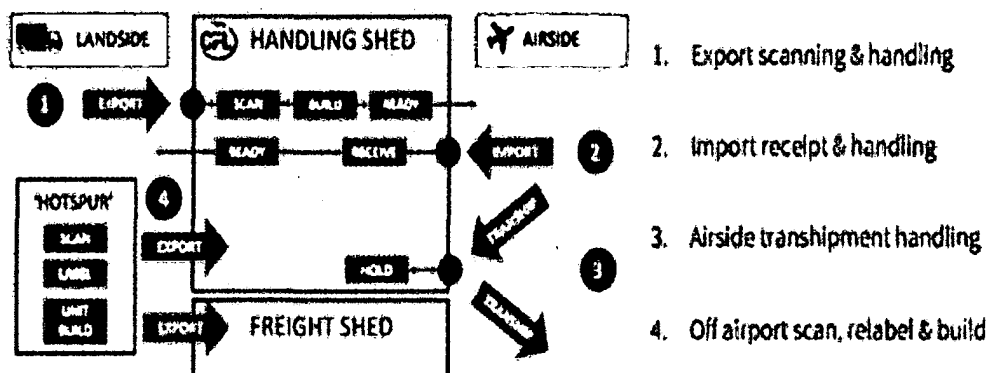 LANDSIDE
CFL HANDLING SHED
AIRSIDE
1. Export scanning & handling
1 EXPORT SCAN BUILD READY
READY RECEIVE IMPORT 2
2. Import receipt & handling
'HOTSPUR' 4
SCAN EXPORT TRANSHIP
LABEL HOLD 3
3. Airside transhipment handling
UNIT BUILD EXPORT FREIGHT SHED TRANSHIP
4. Off airport scan, relabel & build